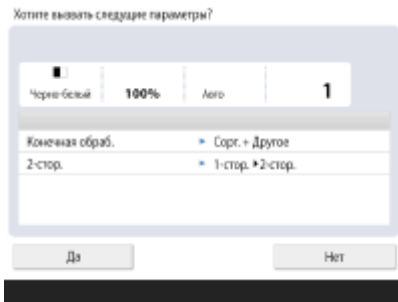 Хотите вызвать следущие параметры?
Черно-белый 100% Авто 1
Конечная обраб. Сорт. + Другое
2-стор. 1-стор. ▸2-стор.
Да Нет